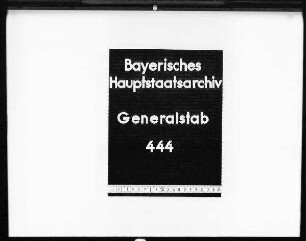 Bayerisches
Hauptstaatsarchiv
Generalstab
444